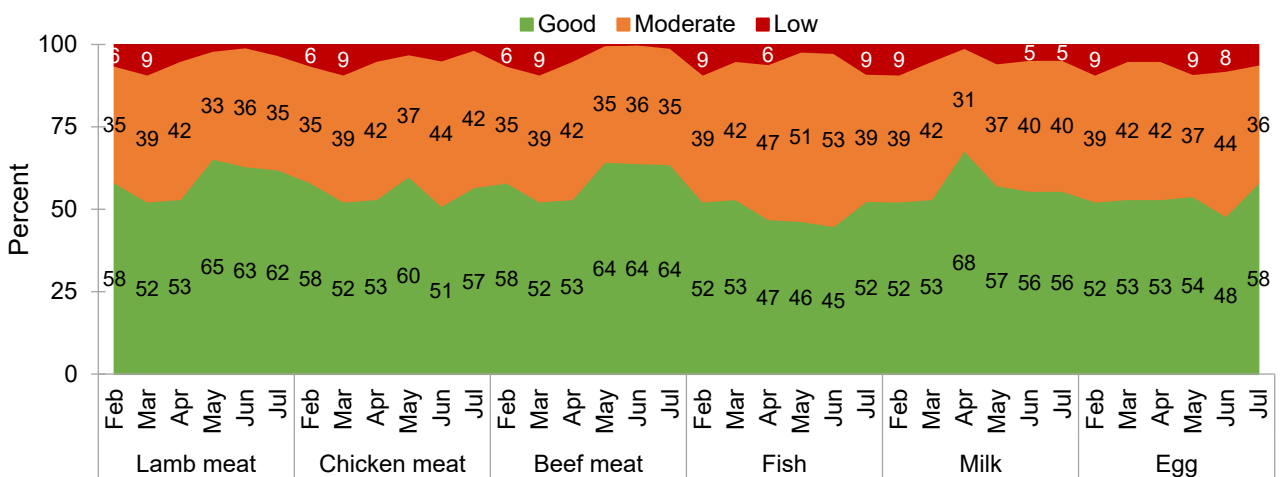 Good Moderate Low
Percent
100
75
50
25
0
6 9 6 9 6 9 9 6 9 9 5 5 9 9 8
35 39 42 33 36 35 35 39 42 37 44 42 35 39 42 35 36 35 39 42 47 51 53 39 39 42 31 37 40 40 39 42 42 37 44 36
58 52 53 65 63 62 58 52 53 60 51 57 58 52 53 64 64 64 52 53 47 46 45 52 52 53 68 57 56 56 52 53 53 54 48 58
Feb Mar Apr May Jun Jul Feb Mar Apr May Jun Jul Feb Mar Apr May Jun Jul Feb Mar Apr May Jun Jul Feb Mar Apr May Jun Jul Feb Mar Apr May Jun Jul
Lamb meat Chicken meat Beef meat Fish Milk Egg